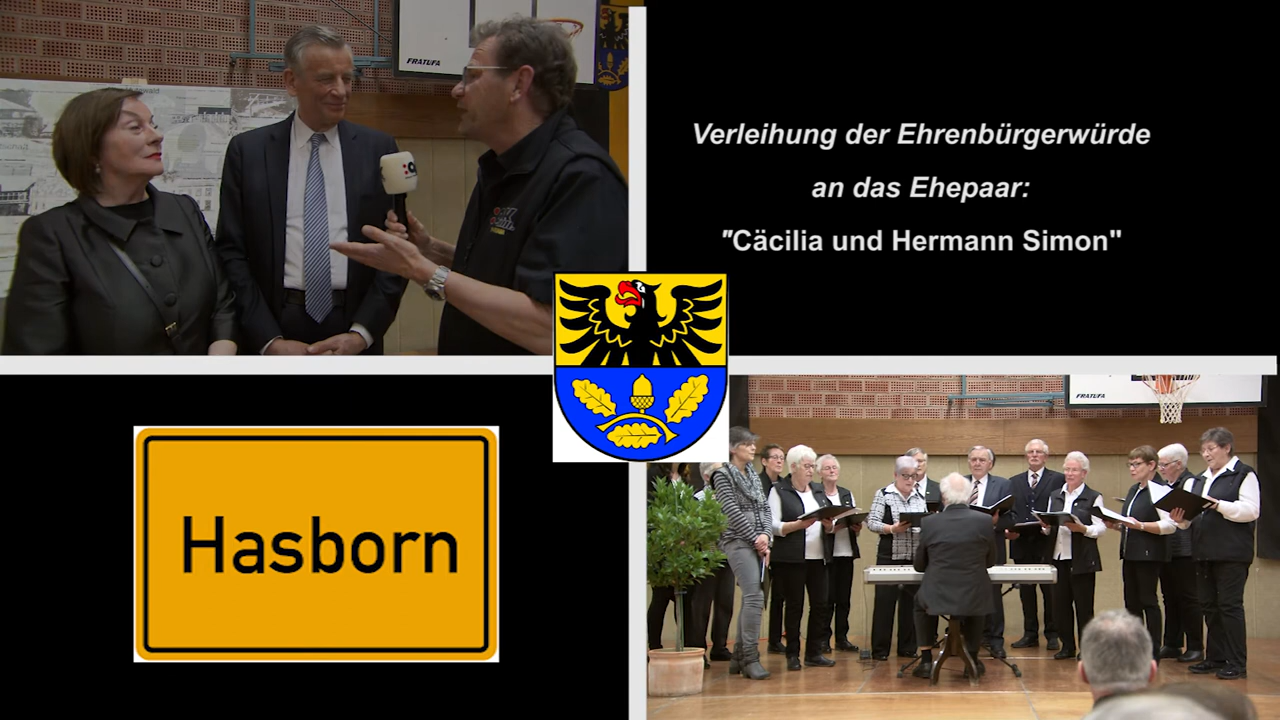 FRATUFA
Verleihung der Ehrenbürgerwürde
an das Ehepaar:
"Cäcilia und Hermann Simon"
Hasborn
FRATUFA